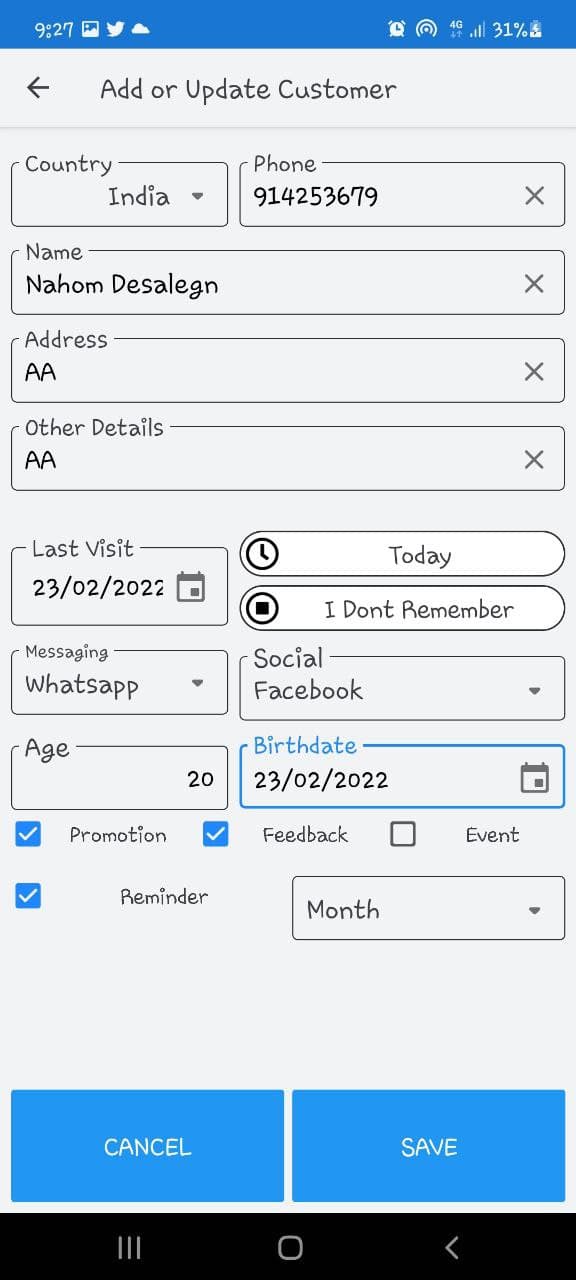 9:27 4G 31%
Add or Update Customer
Country Phone
India 914253679
Name
Nahom Desalegn
Address
AA
Other Details
AA
Last Visit
23/02/2022
Today
I Dont Remember
Messaging Social
Whatsapp Facebook
Age Birthdate
20 23/02/2022
Promotion Feedback Event
Reminder Month
CANCEL SAVE